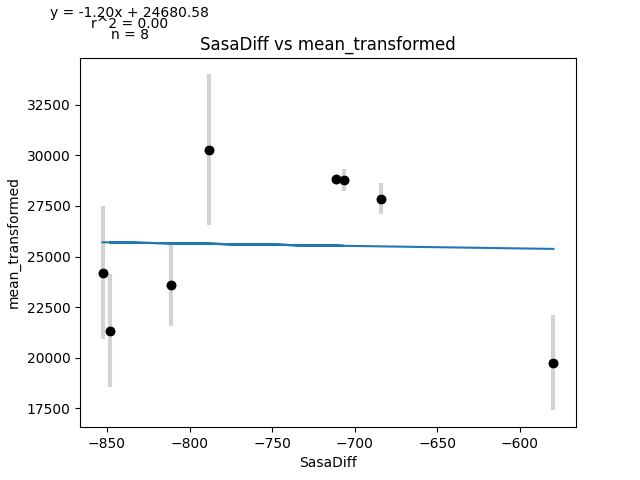 y = -1.20x + 24680.58
r^2 = 0.00
n = 8
SasaDiff vs mean_transformed
mean_transformed
32500
30000
27500
25000
22500
20000
17500
−850 −800 −750 −700 −650 −600
SasaDiff